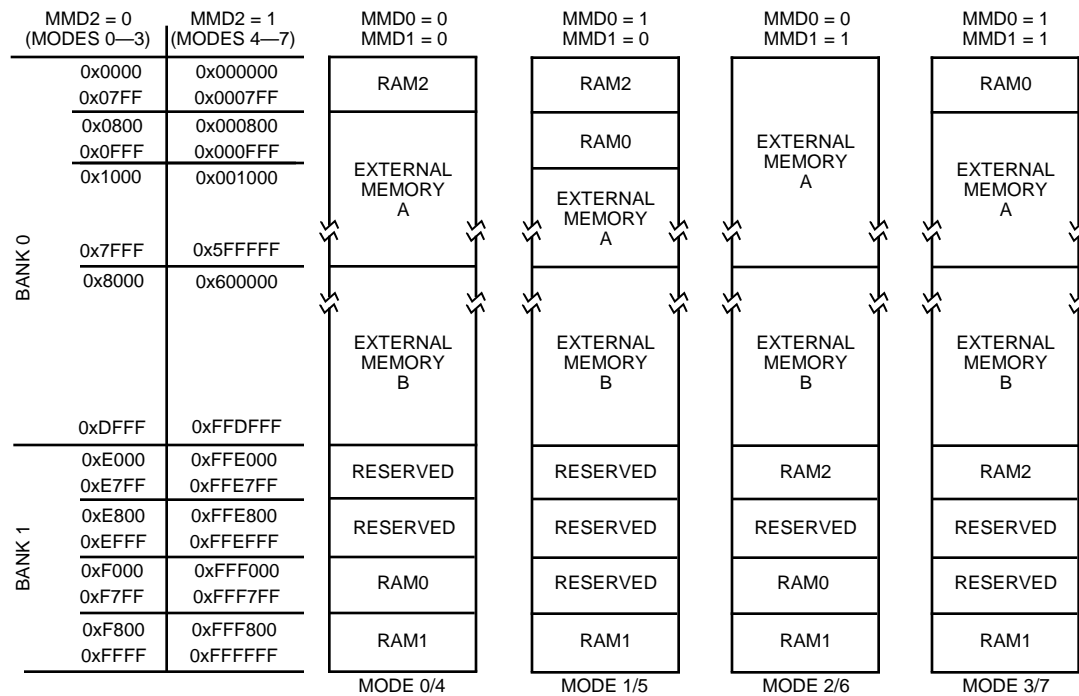 MMD2 = 0 MMD2 = 1 MMD0 = 0 MMD0 = 1 MMD0 = 0 MMD0 = 1
(MODES 0—3) (MODES 4—7) MMD1 = 0 MMD1 = 0 MMD1 = 1 MMD1 = 1
0x0000 0x000000
RAM2 RAM2 RAM0
0x07FF 0x0007FF
0x0800 0x000800
RAM0
0x0FFF 0x000FFF
0x1000 0x001000
EXTERNAL
MEMORY
A
EXTERNAL
MEMORY
A
EXTERNAL
MEMORY
A
EXTERNAL
MEMORY
A
0x7FFF 0x5FFFFF
BANK 0
0x8000 0x600000
EXTERNAL EXTERNAL EXTERNAL EXTERNAL
MEMORY MEMORY MEMORY MEMORY
B B B B
0xDFFF 0xFFDFFF
0xE000 0xFFE000
RESERVED RESERVED RAM2 RAM2
0xE7FF 0xFFE7FF
0xE800 0xFFE800
RESERVED RESERVED RESERVED RESERVED
0xEFFF 0xFFEFFF
BANK 1
0xF000 0xFFF000
RAM0 RESERVED RAM0 RESERVED
0xF7FF 0xFFF7FF
0xF800 0xFFF800
RAM1 RAM1 RAM1 RAM1
0xFFFF 0xFFFFFF
MODE 0/4 MODE 1/5 MODE 2/6 MODE 3/7